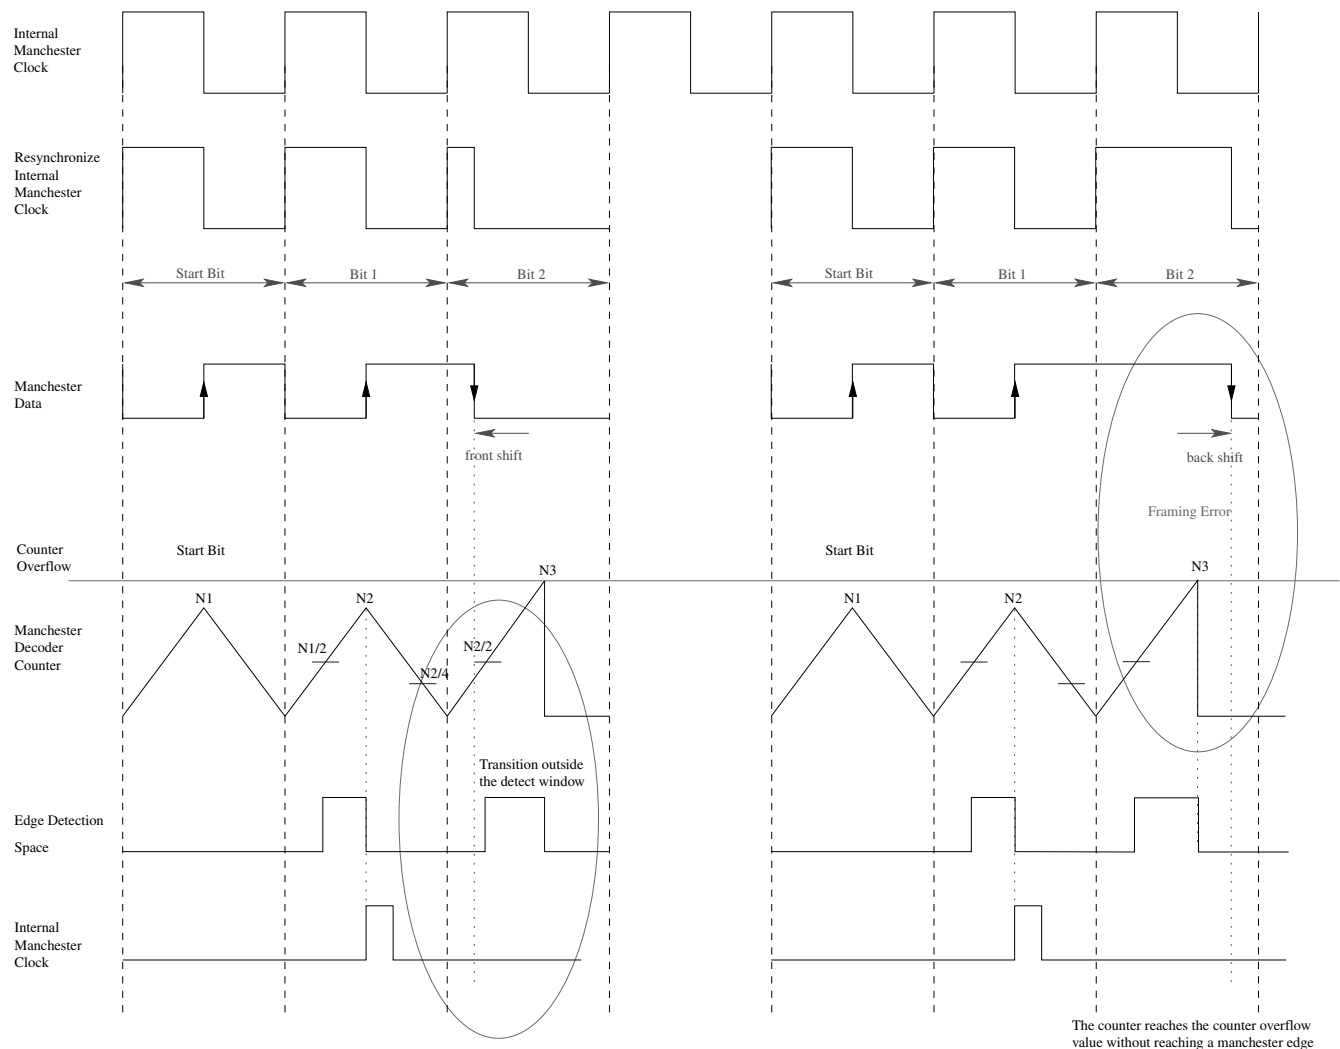 Internal
Manchester
Clock
Resynchronize
Internal
Manchester
Clock
Start Bit
Bit 1
Bit 2
Start Bit
Bit 1
Bit 2
Manchester
Data
front shift
back shift
Framing Error
Counter
Overflow
Start Bit
Start Bit
N3
N3
N1
N2
N1
N2
Manchester
Decoder
Counter
N1/2
N2/4
N2/2
Transition outside
the detect window
Edge Detection
Space
Internal
Manchester
Clock
The counter reaches the counter overflow
value without reaching a manchester edge